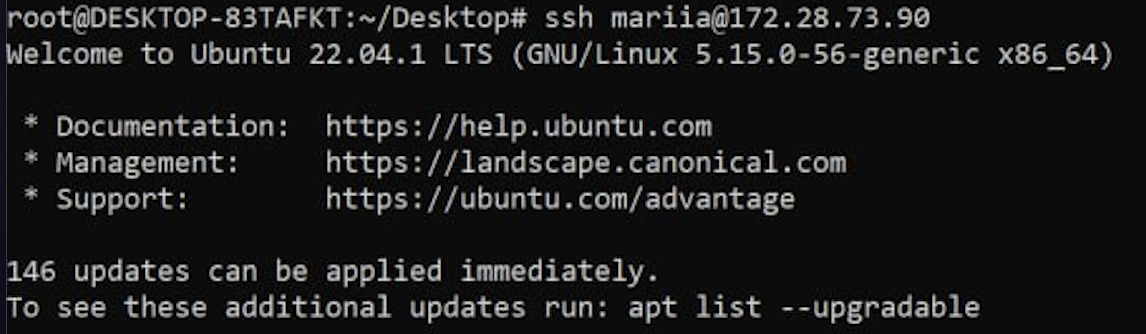 root@DESKTOP-83TAFKT:~/Desktop# ssh mariia@172.28.73.90
Welcome to Ubuntu 22.04.1 LTS (GNU/Linux 5.15.0-56-generic x86_64)
* Documentation: https://help.ubuntu.com
* Management: https://landscape.canonical.com
* Support: https://ubuntu.com/advantage
146 updates can be applied immediately.
To see these additional updates run: apt list --upgradable